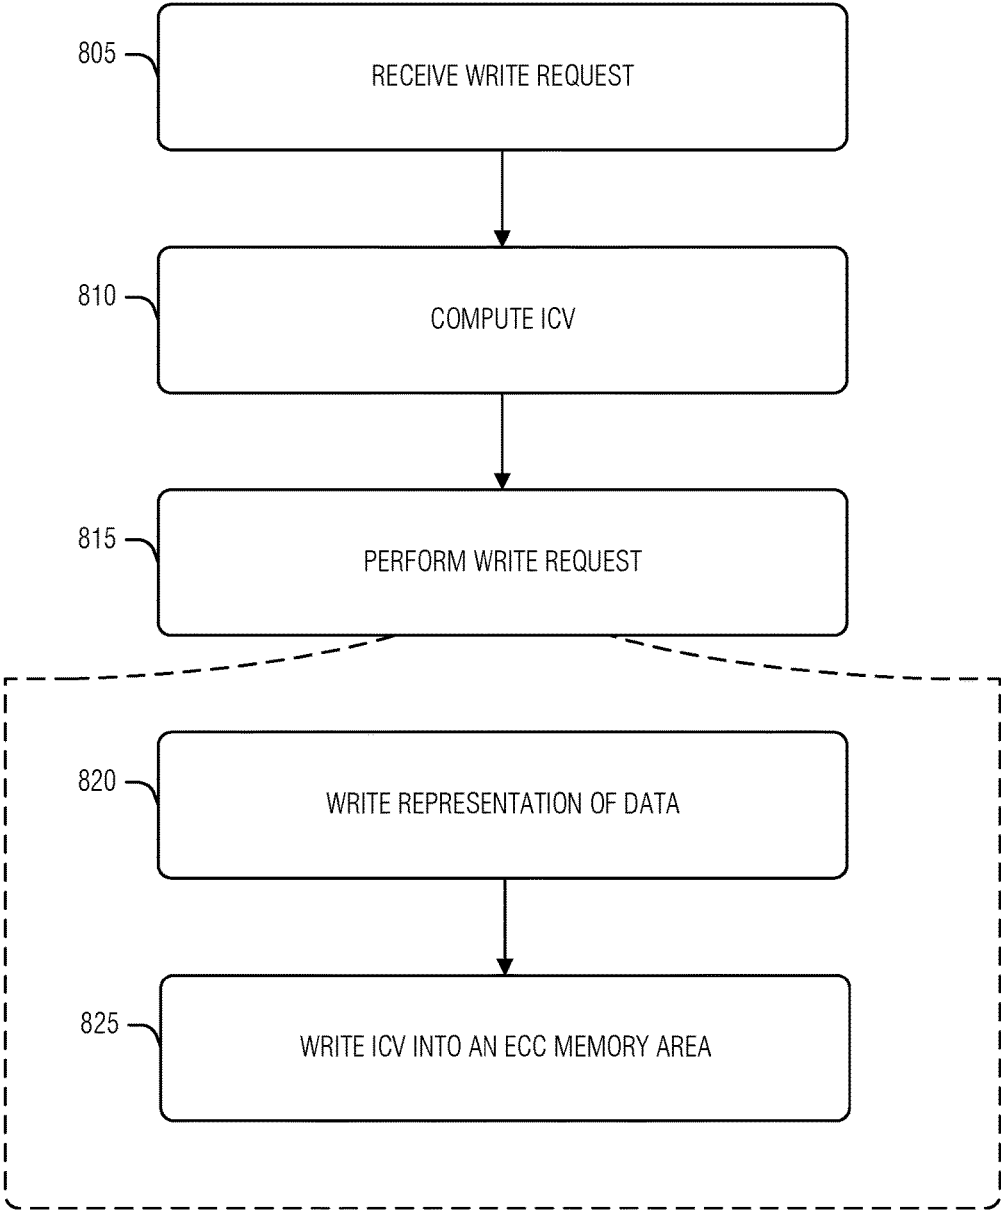 805
RECEIVE WRITE REQUEST
810
COMPUTE ICV
815
PERFORM WRITE REQUEST
820
WRITE REPRESENTATION OF DATA
825
WRITE ICV INTO AN ECC MEMORY AREA